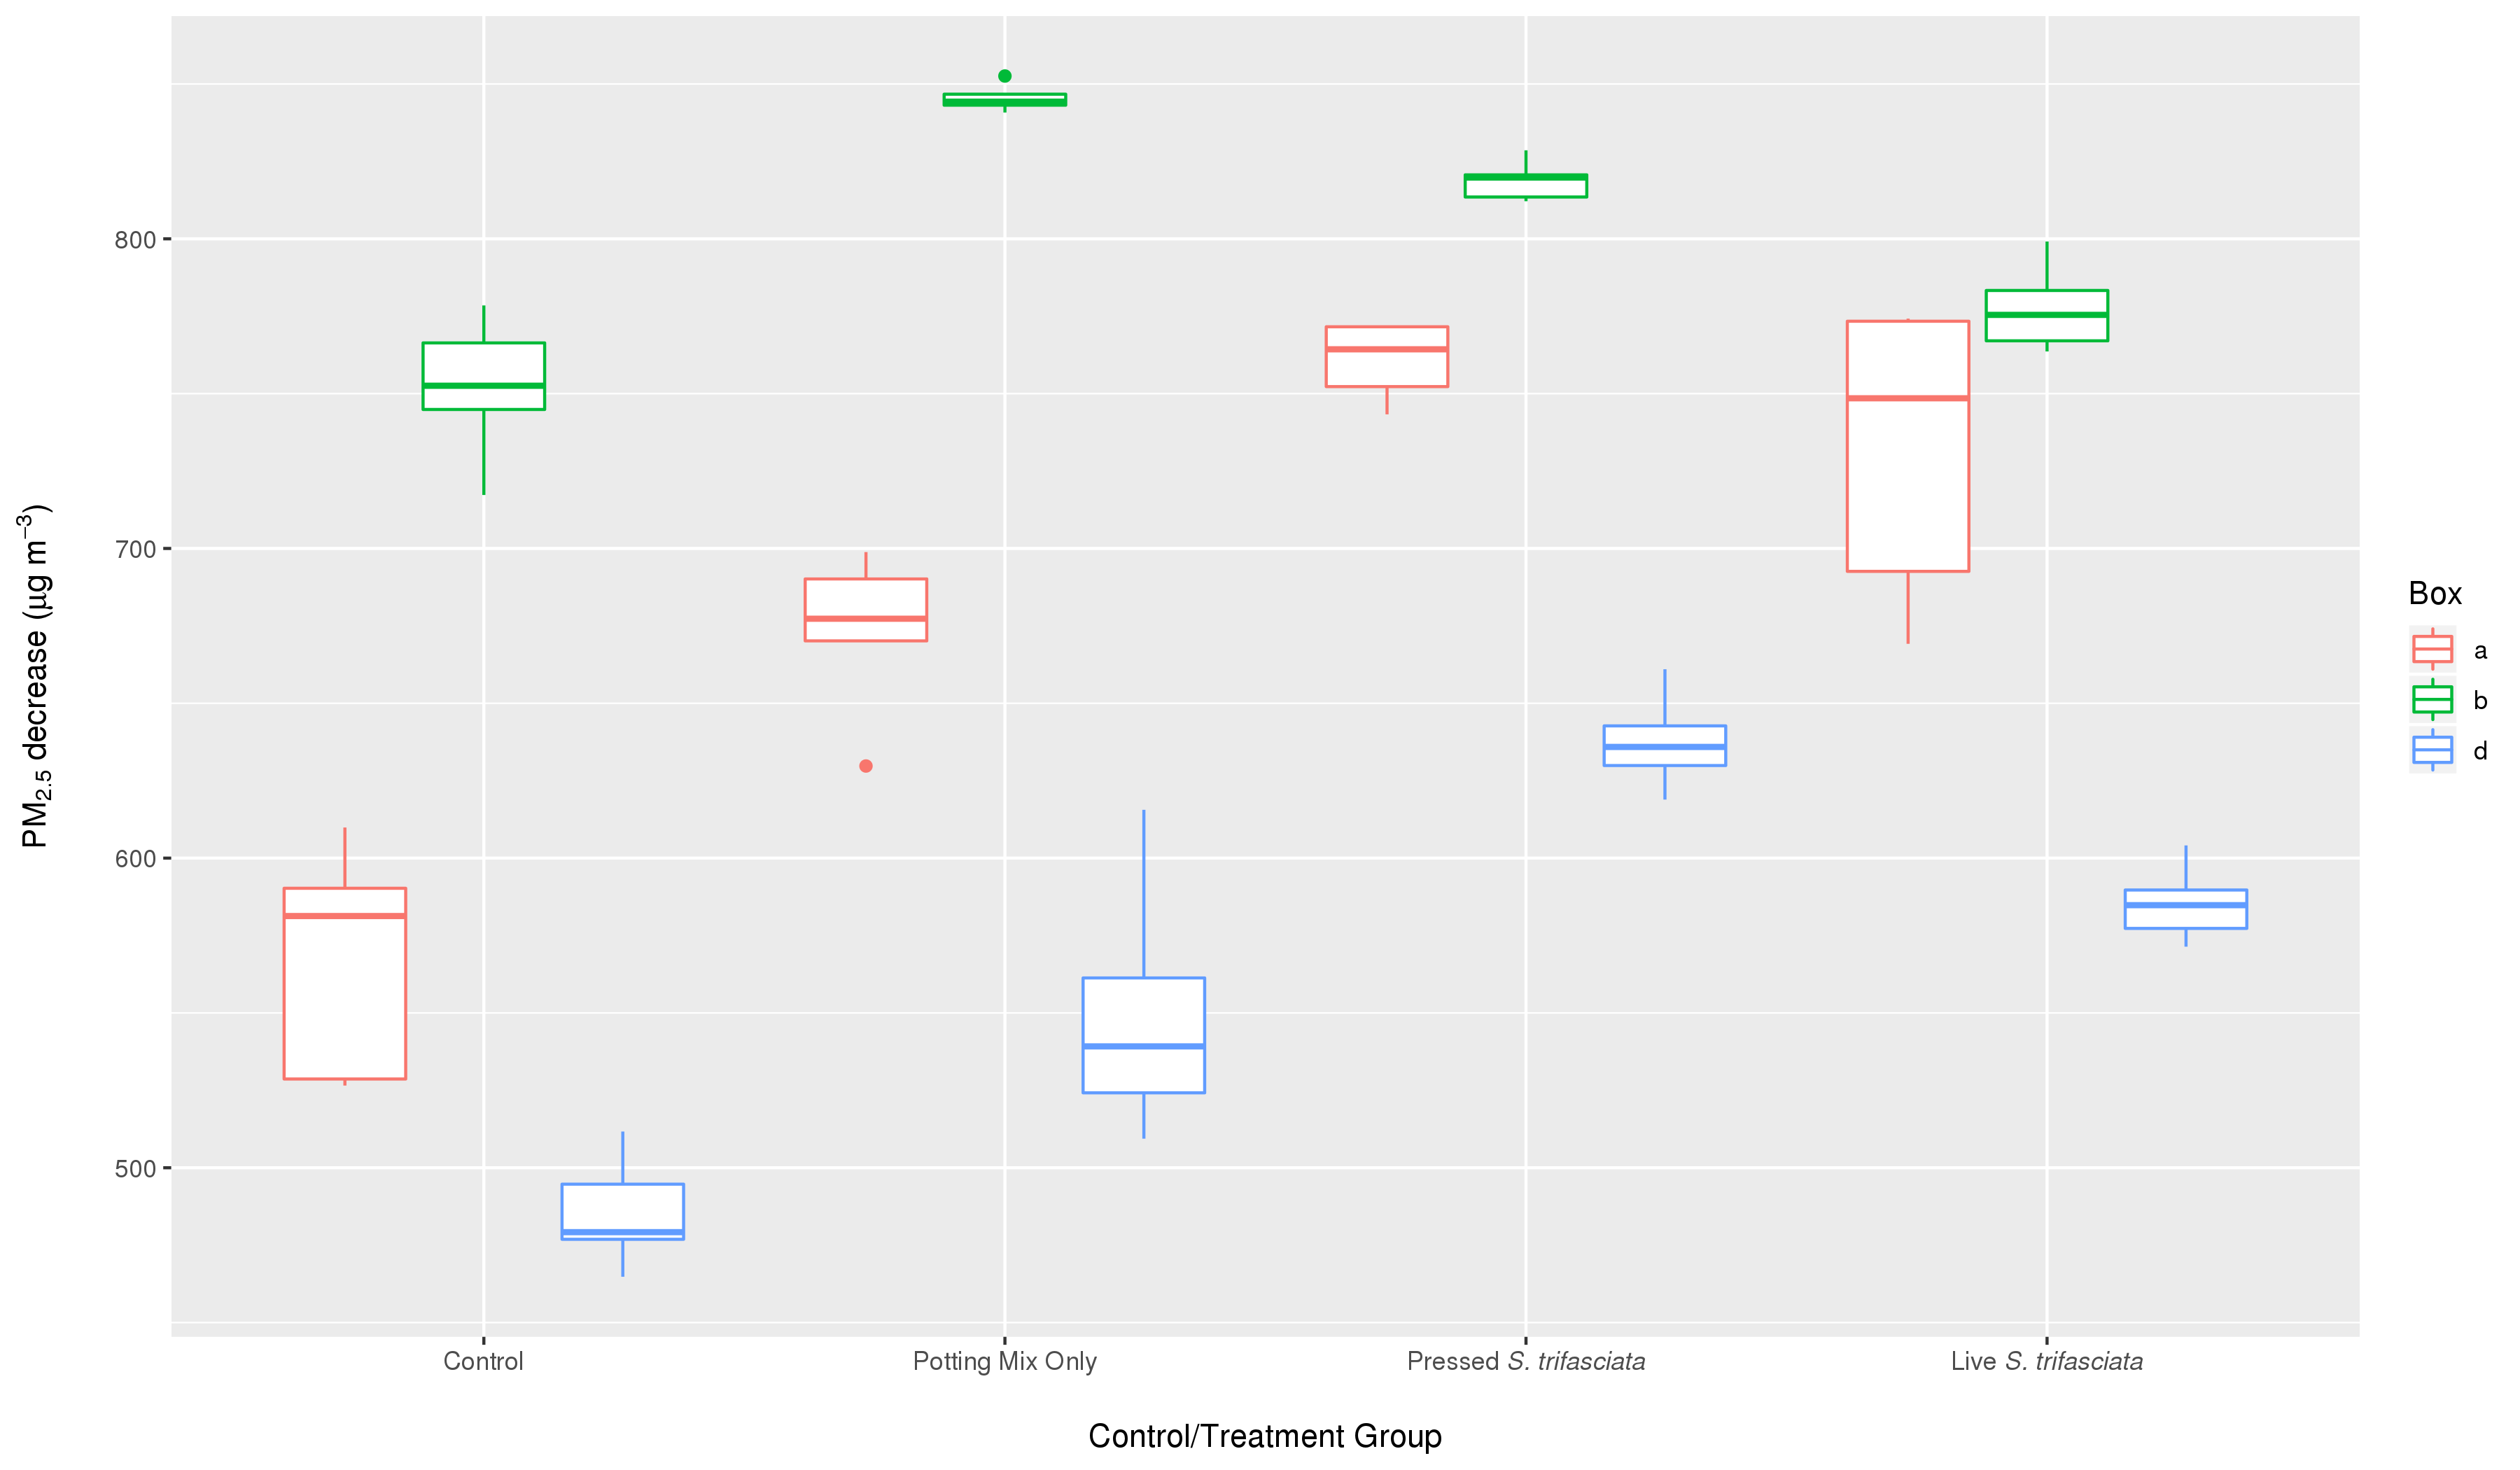 PM2.5 decrease (µg m−3)
800
700
600
500
Control
Potting Mix Only
Pressed S. trifasciata
Live S. trifasciata
Control/Treatment Group
Box
a
b
d